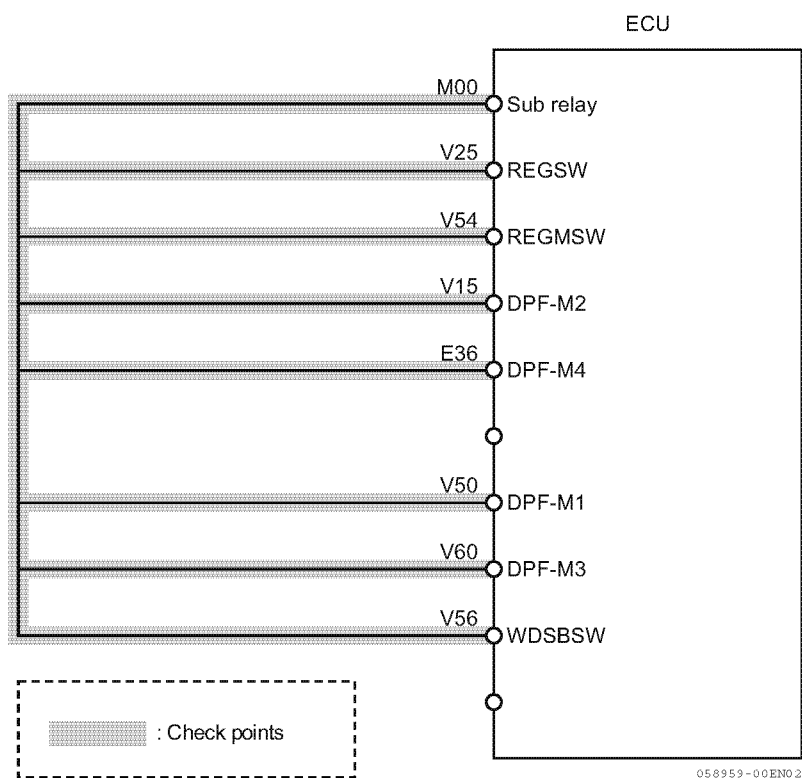 ECU
M00 Sub relay
V25 REGSW
V54 REGMSW
V15 DPF-M2
E36 DPF-M4
V50 DPF-M1
V60 DPF-M3
V56 WDSBSW
: Check points
058959-00EN02